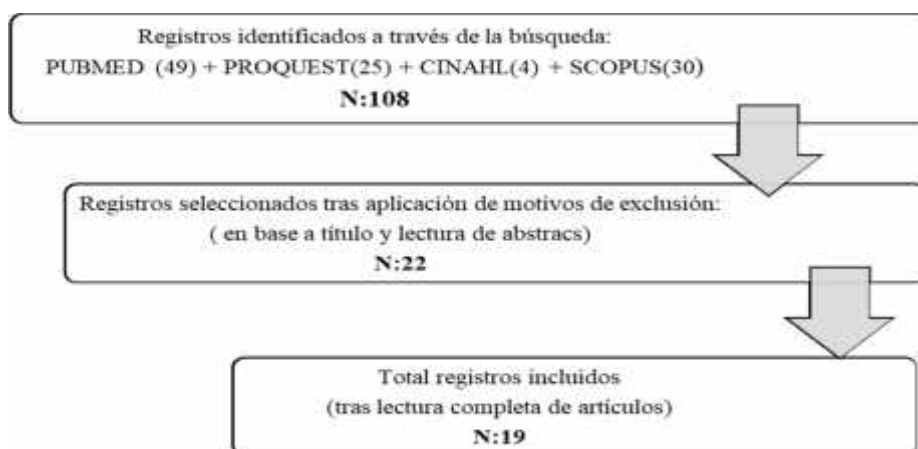 Registros identificados a través de la búsqueda:
PUBMED (49) + PROQUEST(25) + CINAHL(4) + SCOPUS(30)
N:108
Registros seleccionados tras aplicación de motivos de exclusión:
( en base a título y lectura de abstracs)
N:22
Total registros incluidos
(tras lectura completa de artículos)
N:19